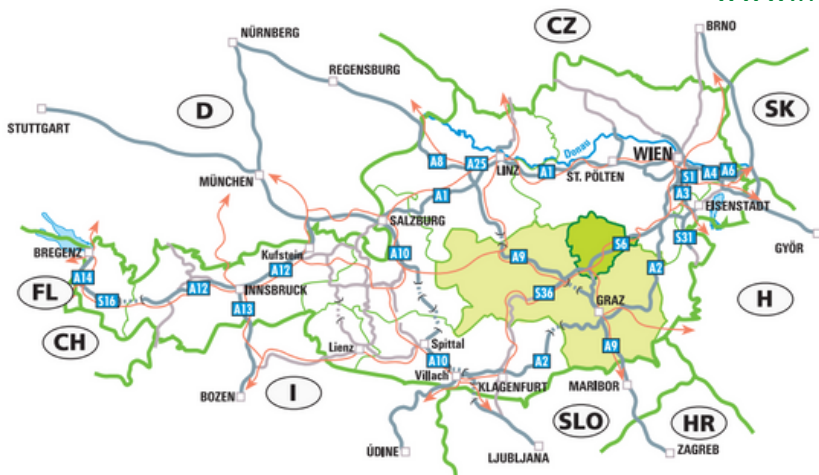 BRNO
CZ
NÜRNBERG
REGENSBURG
D
SK
STUTTGART
Donau
WIEN
A8
A25
LINZ
A1
ST. PÖLTEN
S1
A4
A6
MÜNCHEN
A3
A1
EISENSTADT
SALZBURG
S31
GYÖR
BREGENZ
Kufstein
A10
A9
S6
A2
A14
A12
FL
S16
A12
INNSBRUCK
S36
H
A13
GRAZ
CH
Lienz
Spittal
A9
A10
A2
Villach
KLAGENFURT
MARIBOR
BOZEN
I
SLO
HR
ÚDINE
LJUBLJANA
ZAGREB